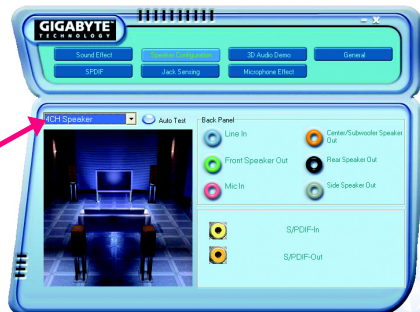 GIGABYTE™
TECHNOLOGY
Sound Effect
Speaker Configuration
3D Audio Demo
General
SPDIF
Jack Sensing
Microphone Effect
4CH Speaker
Auto Test
Back Panel
Line In
Center/Subwoofer Speaker Out
Front Speaker Out
Rear Speaker Out
Mic In
Side Speaker Out
S/PDIF-In
S/PDIF-Out